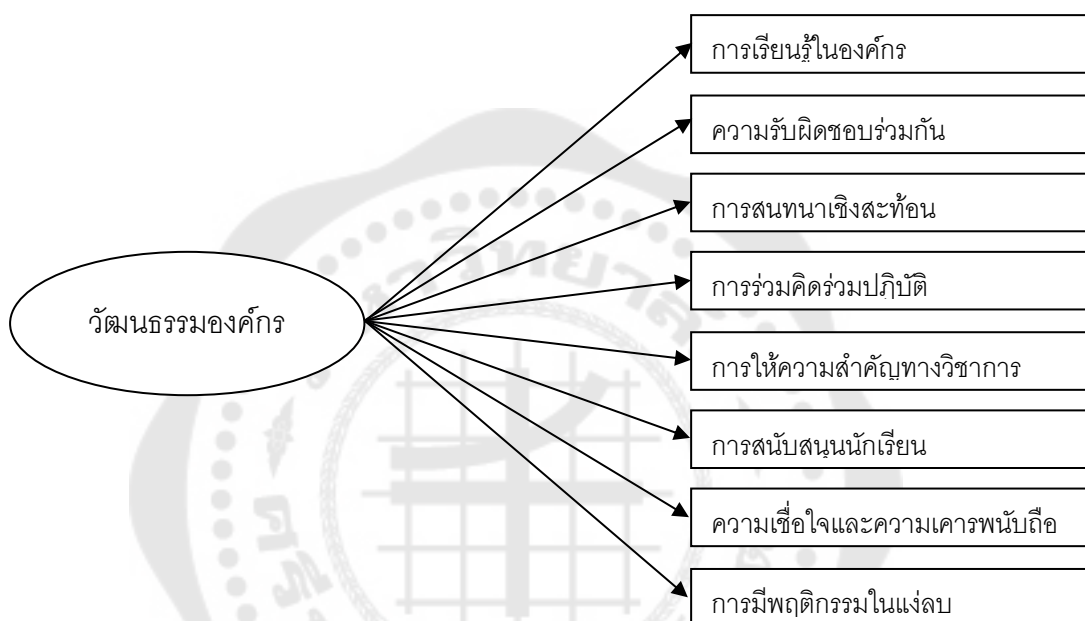 การเรียนรู้ในองค์กร
ความรับผิดชอบร่วมกัน
การสนทนาเชิงสะท้อน
การร่วมคิดร่วมปฏิบัติ
วัฒนธรรมองค์กร
การให้ความสำคัญทางวิชาการ
การสนับสนุนนักเรียน
ความเชื่อใจและความเคารพนับถือ
การมีพฤติกรรมในแง่ลบ